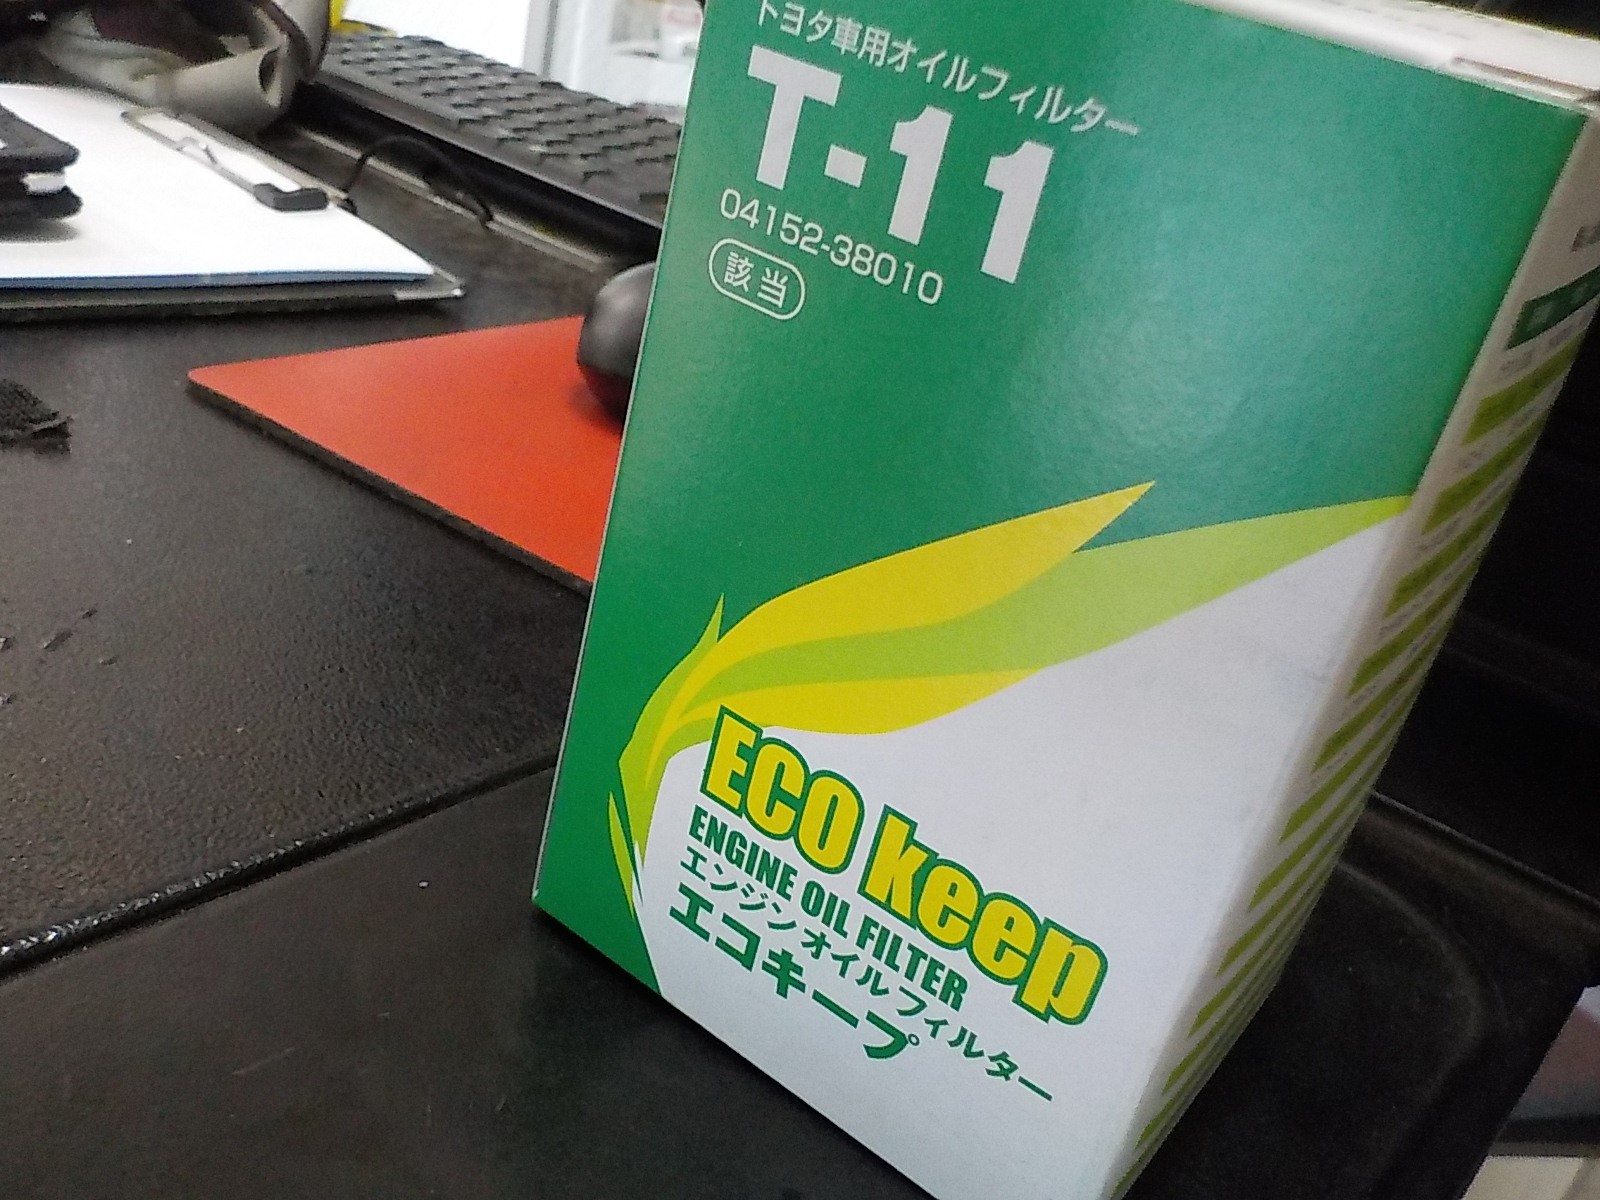 トヨタ車用オイルフィルター
T-11
04152-38010
該当
ECO keep
ENGINE OIL FILTER
エンジンオイルフィルター
エコキープ